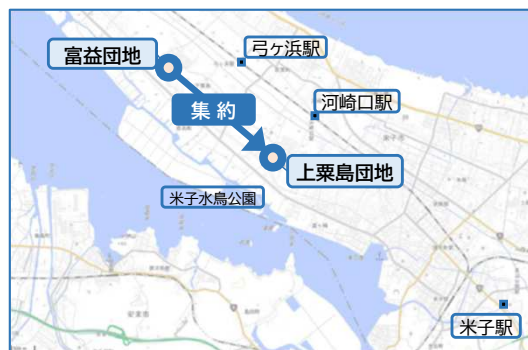 富益団地
弓ヶ浜駅
集約
河崎口駅
上粟島団地
米子水鳥公園
米子駅